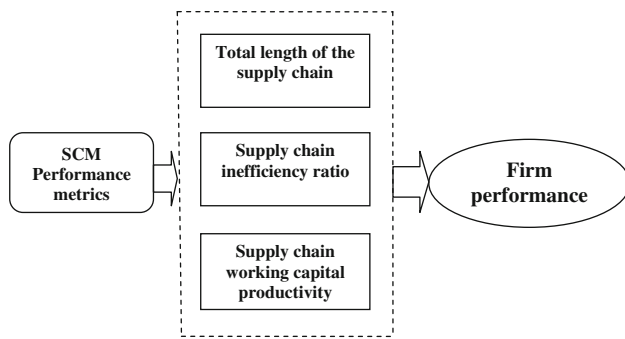 SCM
Performance
metrics
Total length of the
supply chain
Supply chain
inefficiency ratio
Supply chain
working capital
productivity
Firm
performance